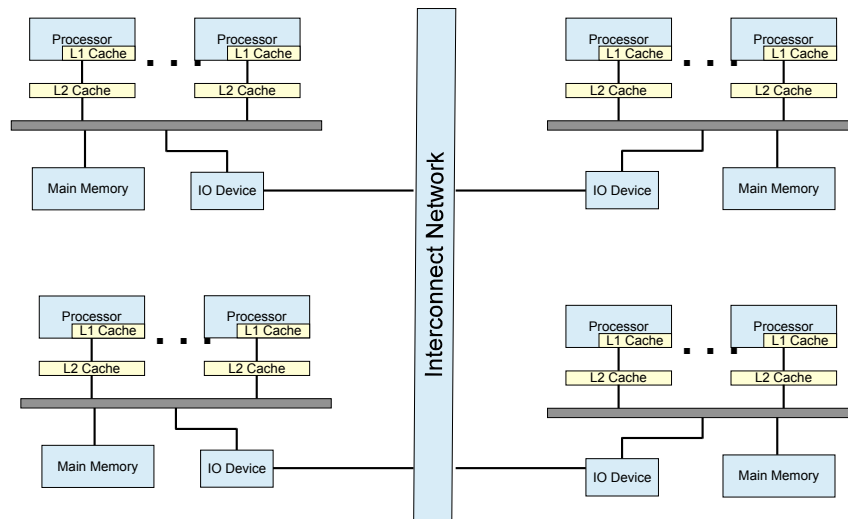 Processor
L1 Cache
L2 Cache
Processor
L1 Cache
L2 Cache
Main Memory
IO Device
Interconnect Network
Processor
L1 Cache
L2 Cache
Processor
L1 Cache
L2 Cache
IO Device
Main Memory
Processor
L1 Cache
L2 Cache
Processor
L1 Cache
L2 Cache
Main Memory
IO Device
Processor
L1 Cache
L2 Cache
Processor
L1 Cache
L2 Cache
IO Device
Main Memory